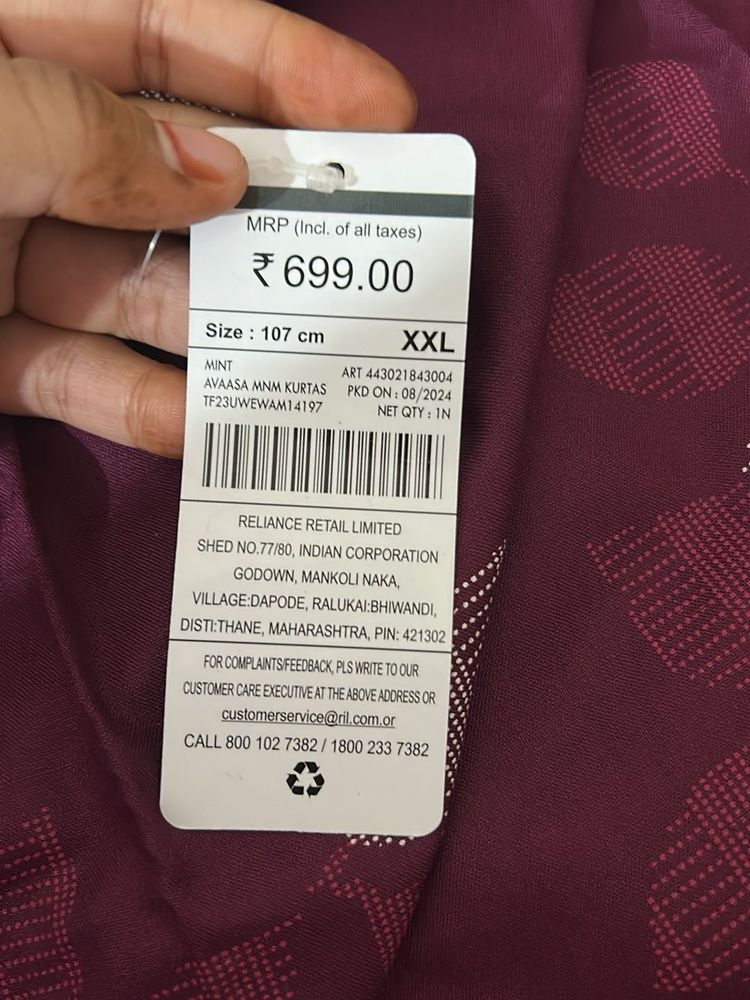 MRP (Incl. of all taxes)
₹ 699.00
Size : 107 cm XXL
MINT
AVAASA MNM KURTAS
TF23UWEWAM14197
ART 443021843004
PKD ON : 08/2024
NET QTY : 1N
RELIANCE RETAIL LIMITED
SHED NO.77/80, INDIAN CORPORATION
GODOWN, MANKOLI NAKA,
VILLAGE:DAPODE, RALUKAI:BHIWANDI,
DISTI:THANE, MAHARASHTRA, PIN: 421302
FOR COMPLAINTS/FEEDBACK, PLS WRITE TO OUR
CUSTOMER CARE EXECUTIVE AT THE ABOVE ADDRESS OR
customerservice@ril.com.or
CALL 800 102 7382 / 1800 233 7382